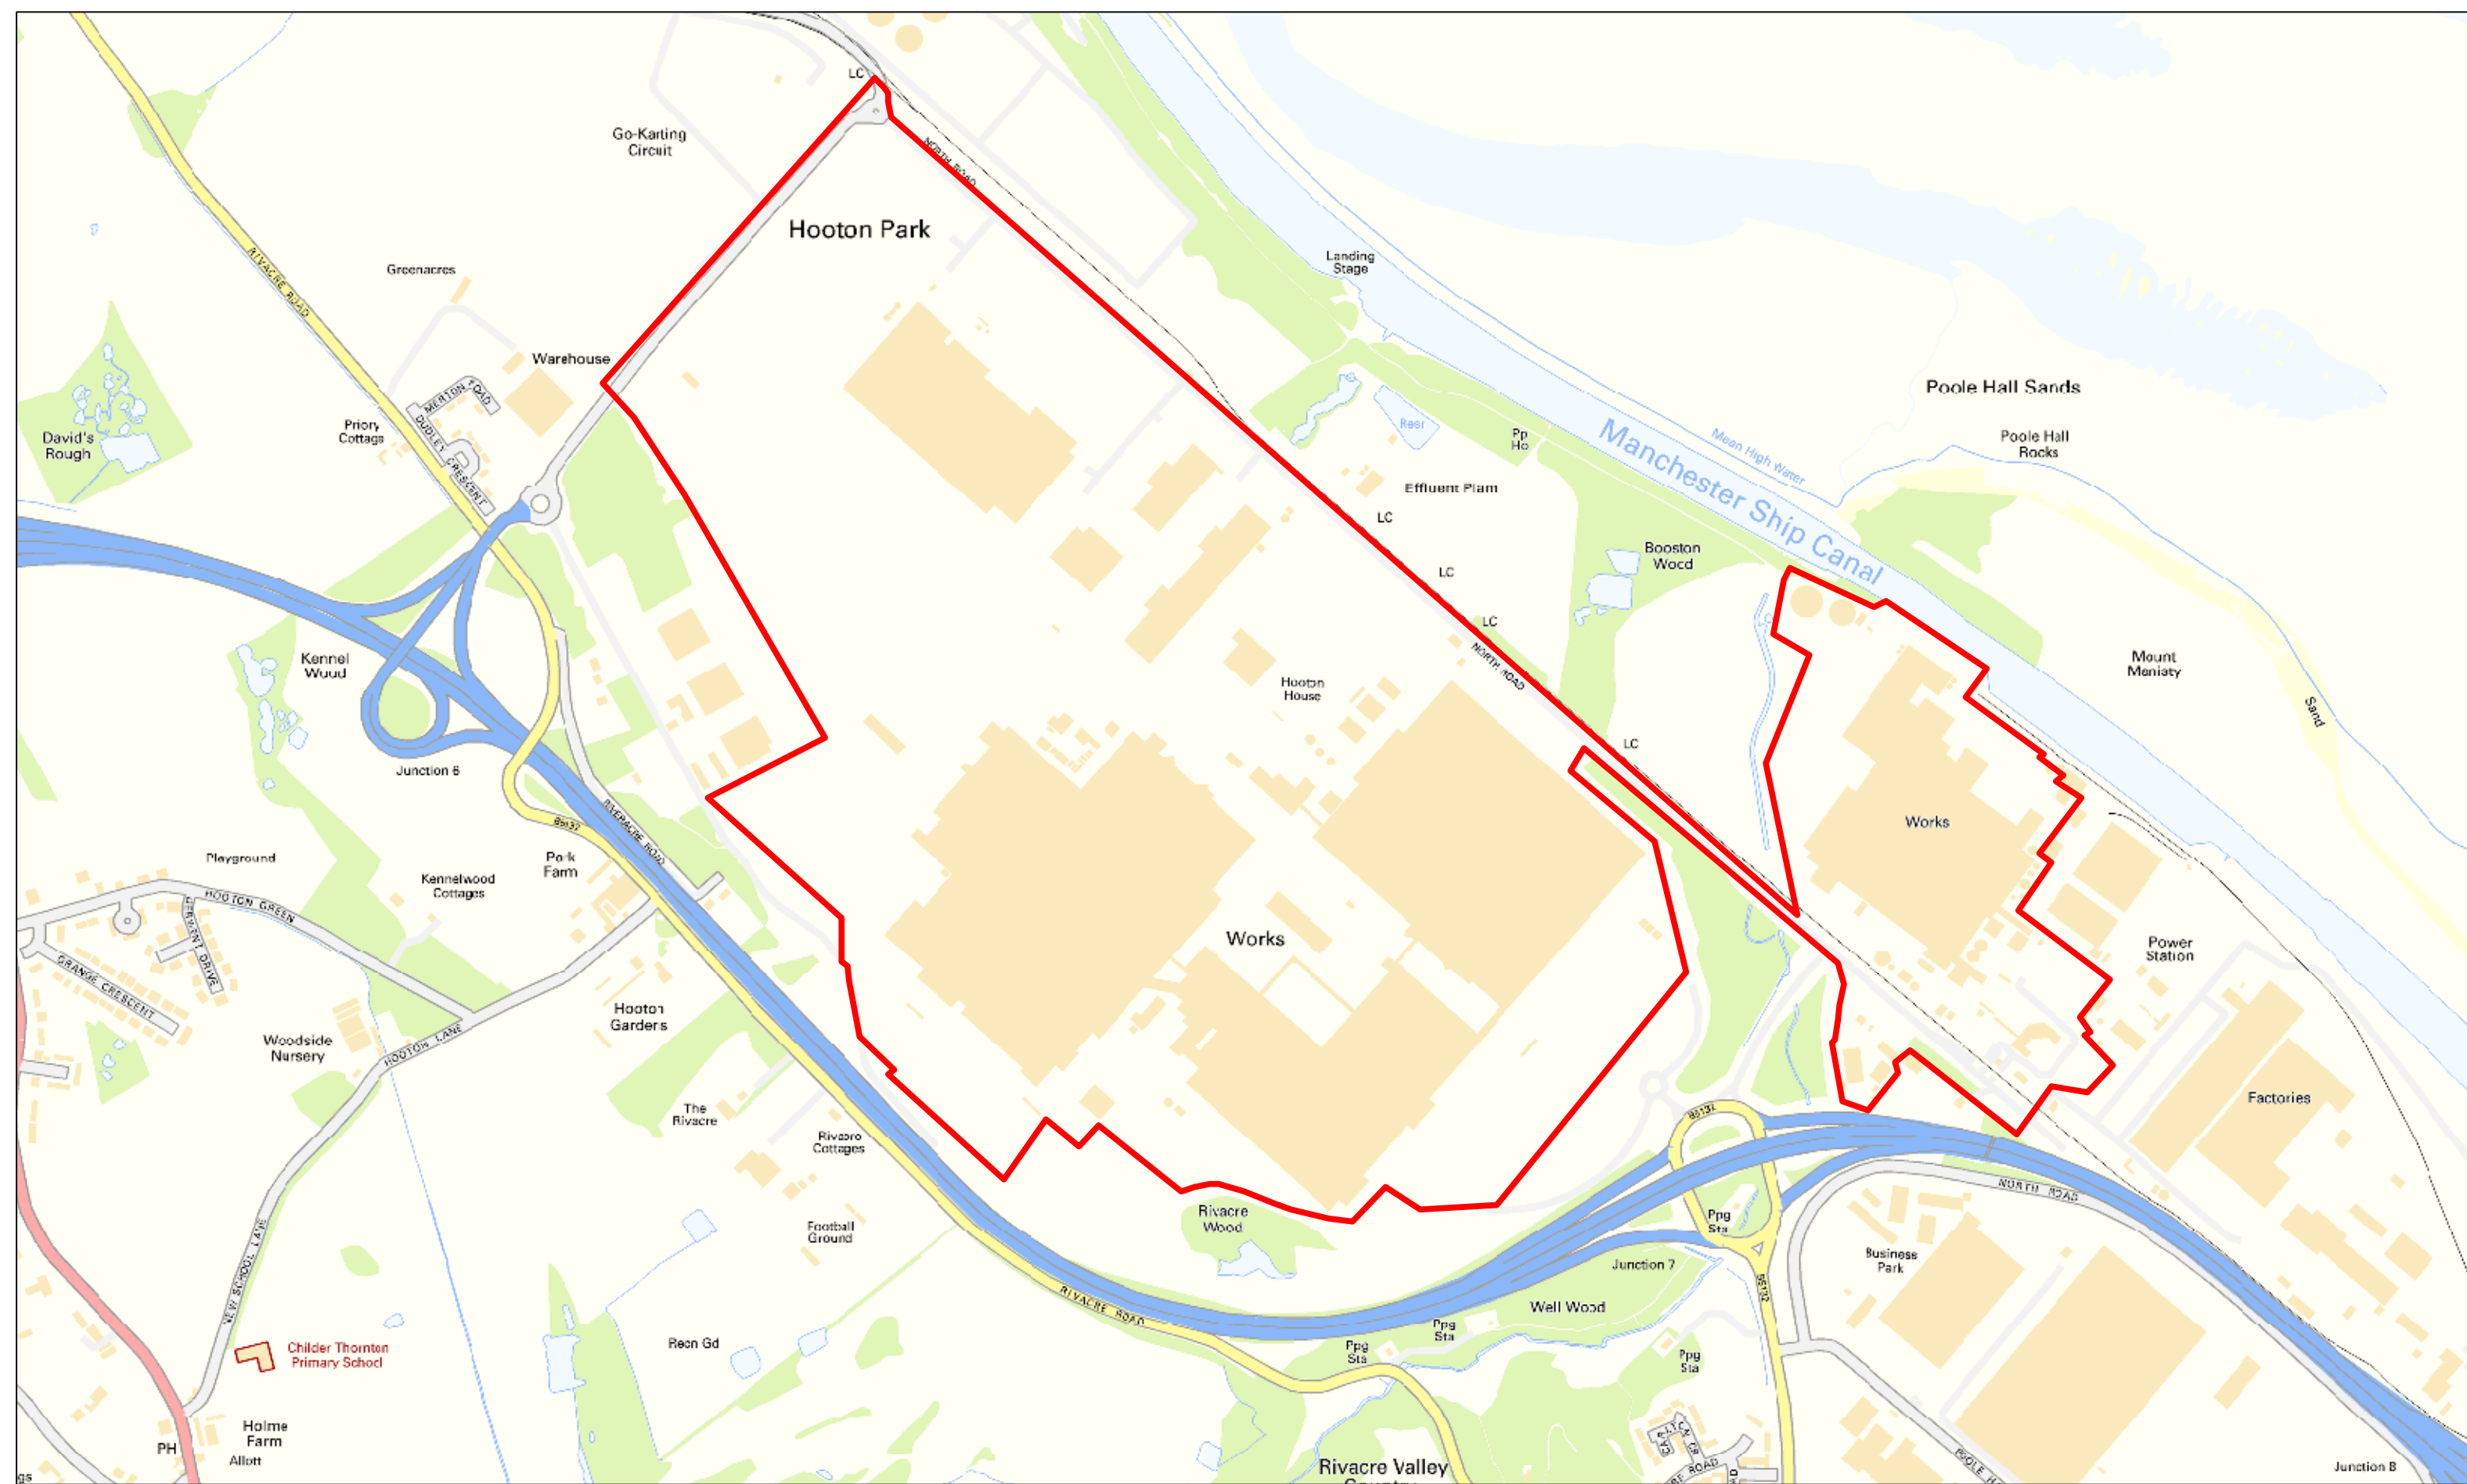 LC
Go-Karting
Circuit
NORTH ROAD
Hooton Park
Landing
Stage
Greenacres
RIVACRE ROAD
Warehouse
MERTON ROAD
DUDLEY CRESCENT
Priory
Cottags
David's
Rough
Resr
Pp
Ho
Poole Hall Sands
Mean High Water
Poole Hall
Rocks
Manchester Ship Canal
Effluent Plant
LC
LC
LC
Booston
Wood
NORTH ROAD
Hooton
House
LC
Kennel
Wood
Mount
Manisty
Sand
Junction 6
B5132
RIVERACRE ROAD
Works
Playground
Park
Farm
Kennelwood
Cottages
HOOTON GREEN
DERWENT DRIVE
GRANGE CRESCENT
Works
Power
Station
Hooton
Gardens
Woodside
Nursery
HOOTON LANE
The
Rivacre
Rivacre
Cottages
B5132
Factories
Football
Ground
Rivacre
Wood
NORTH ROAD
Ppg
Sta
Business
Park
Junction 7
NEW SCHOOL LANE
RIVACRE ROAD
Well Wood
B5132
Ppg
Sta
Ppg
Sta
Ppg
Sta
Recn Gd
Childer Thornton
Primary School
Holme
Farm
PH
Allott
gs
Rivacre Valley
POOLE H
Junction 8